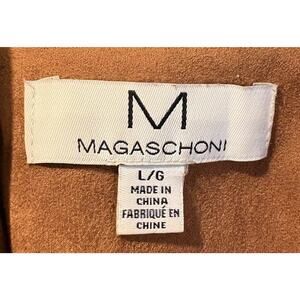 M
MAGASCHONI
L/G
MADE IN
CHINA
FABRIQUÉ EN
CHINE